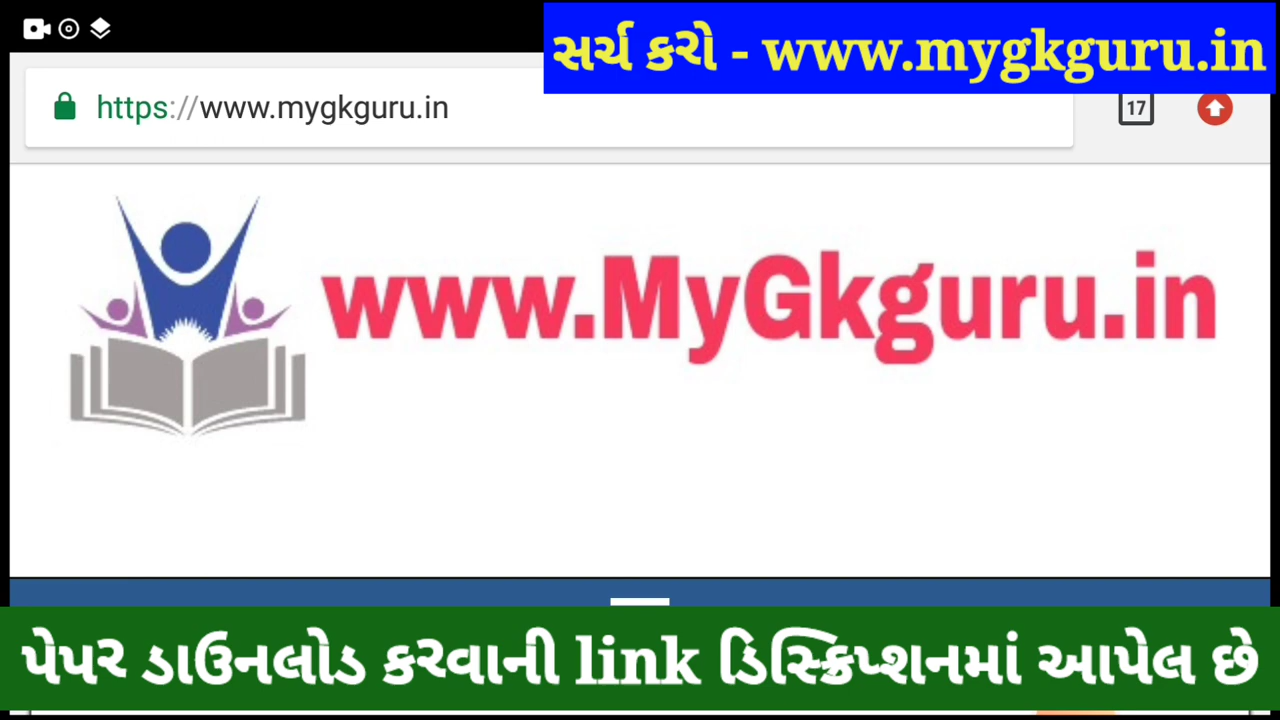 સર્ચ કરો - www.mygkguru.in
https://www.mygkguru.in
17
www.MyGkguru.in
પેપર ડાઉનલોડ કરવાની link ડિસ્ક્રિપ્શનમાં આપેલ છે